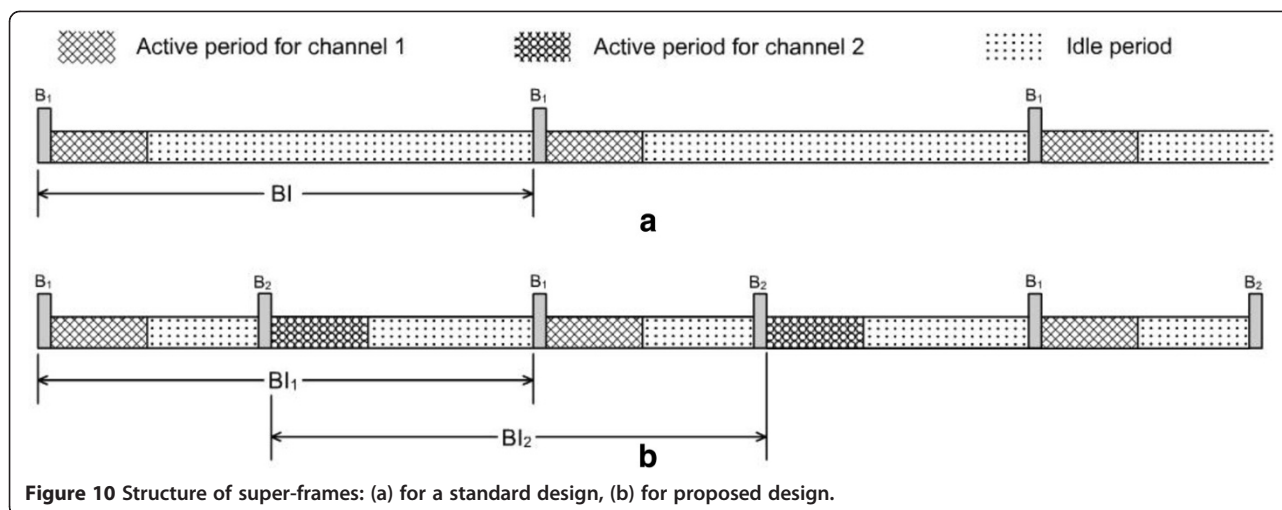 Active period for channel 1 Active period for channel 2 Idle period
B₁ B₁ B₁
BI
a
B₁ B₂ B₁ B₂ B₁ B₂
BI₁
BI₂
b
Figure 10 Structure of super-frames: (a) for a standard design, (b) for proposed design.